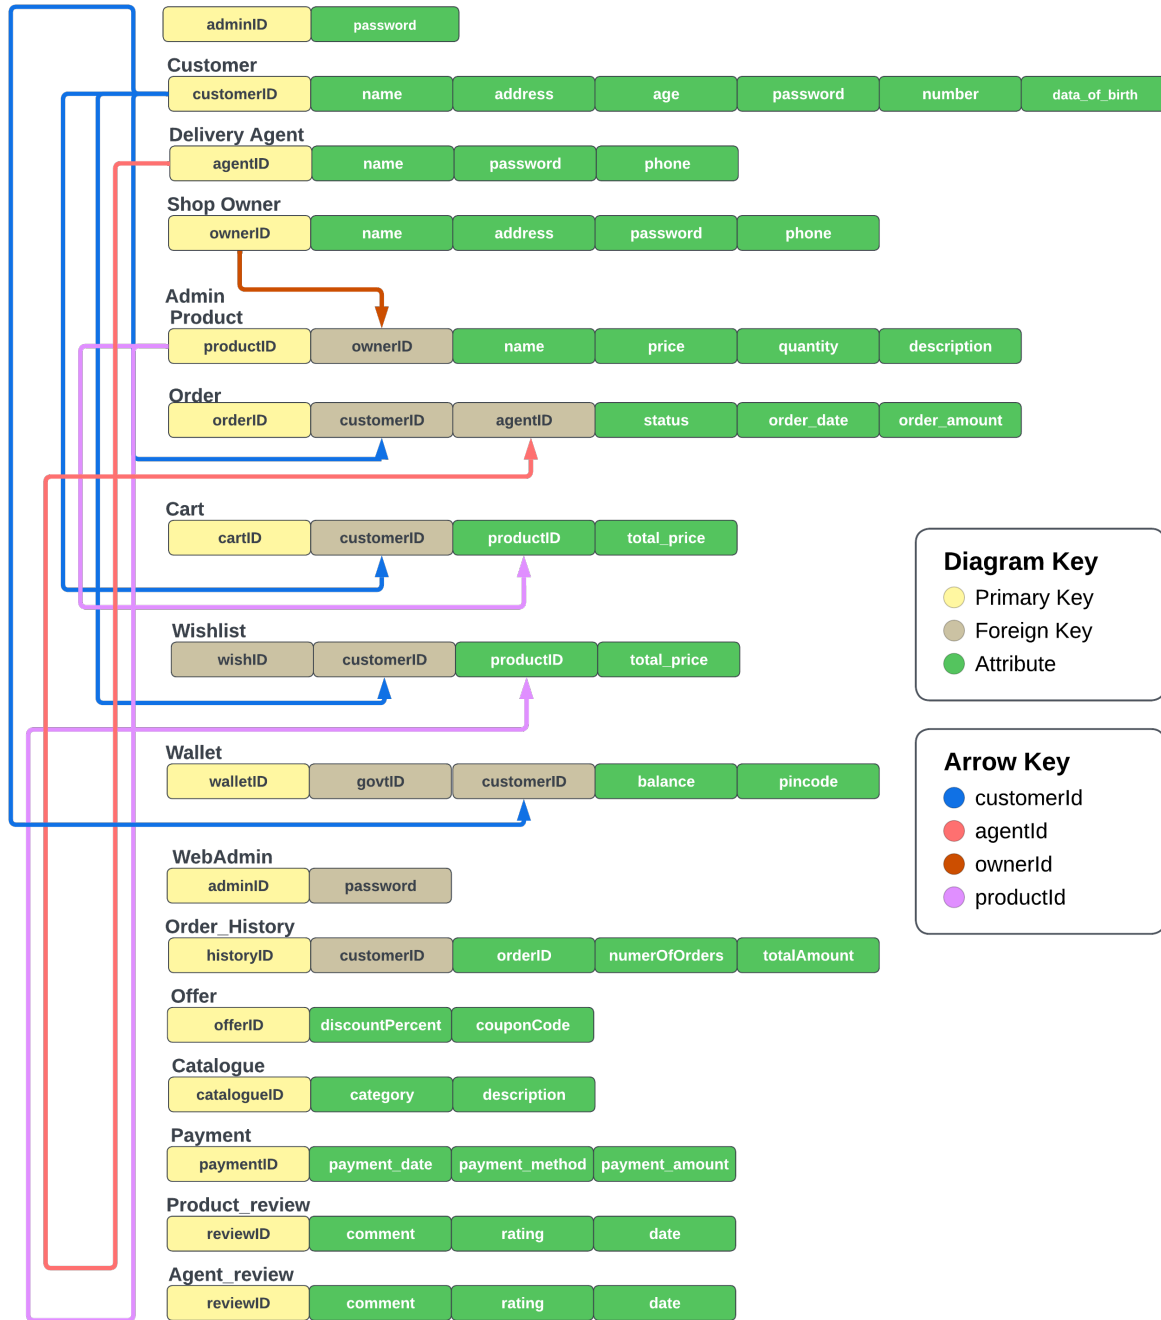 adminID password
Customer
customerID name address age password number data_of_birth
Delivery Agent
agentID name password phone
Shop Owner
ownerID name address password phone
Admin
Product
productID ownerID name price quantity description
Order
orderID customerID agentID status order_date order_amount
Cart
cartID customerID productID total_price
Wishlist
wishID customerID productID total_price
Wallet
walletID govtID customerID balance pincode
WebAdmin
adminID password
Order_History
historyID customerID orderID numerOfOrders totalAmount
Offer
offerID discountPercent couponCode
Catalogue
catalogueID category description
Payment
paymentID payment_date payment_method payment_amount
Product_review
reviewID comment rating date
Agent_review
reviewID comment rating date
Diagram Key
Primary Key
Foreign Key
Attribute
Arrow Key
customerId
agentId
ownerId
productId